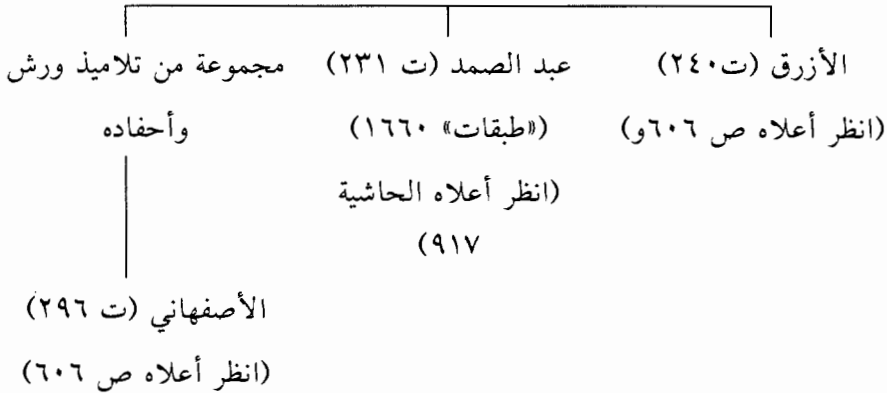 الأزرق (ت ٢٤٠)
(انظر أعلاه ص ٦٠٦و)
عبد الصمد (ت ٢٣١)
(«طبقات» ١٦٦٠)
(انظر أعلاه الحاشية
٩١٧)
مجموعة من تلاميذ ورش
وأحفاده
الأصفهاني (ت ٢٩٦)
(انظر أعلاه ص ٦٠٦)